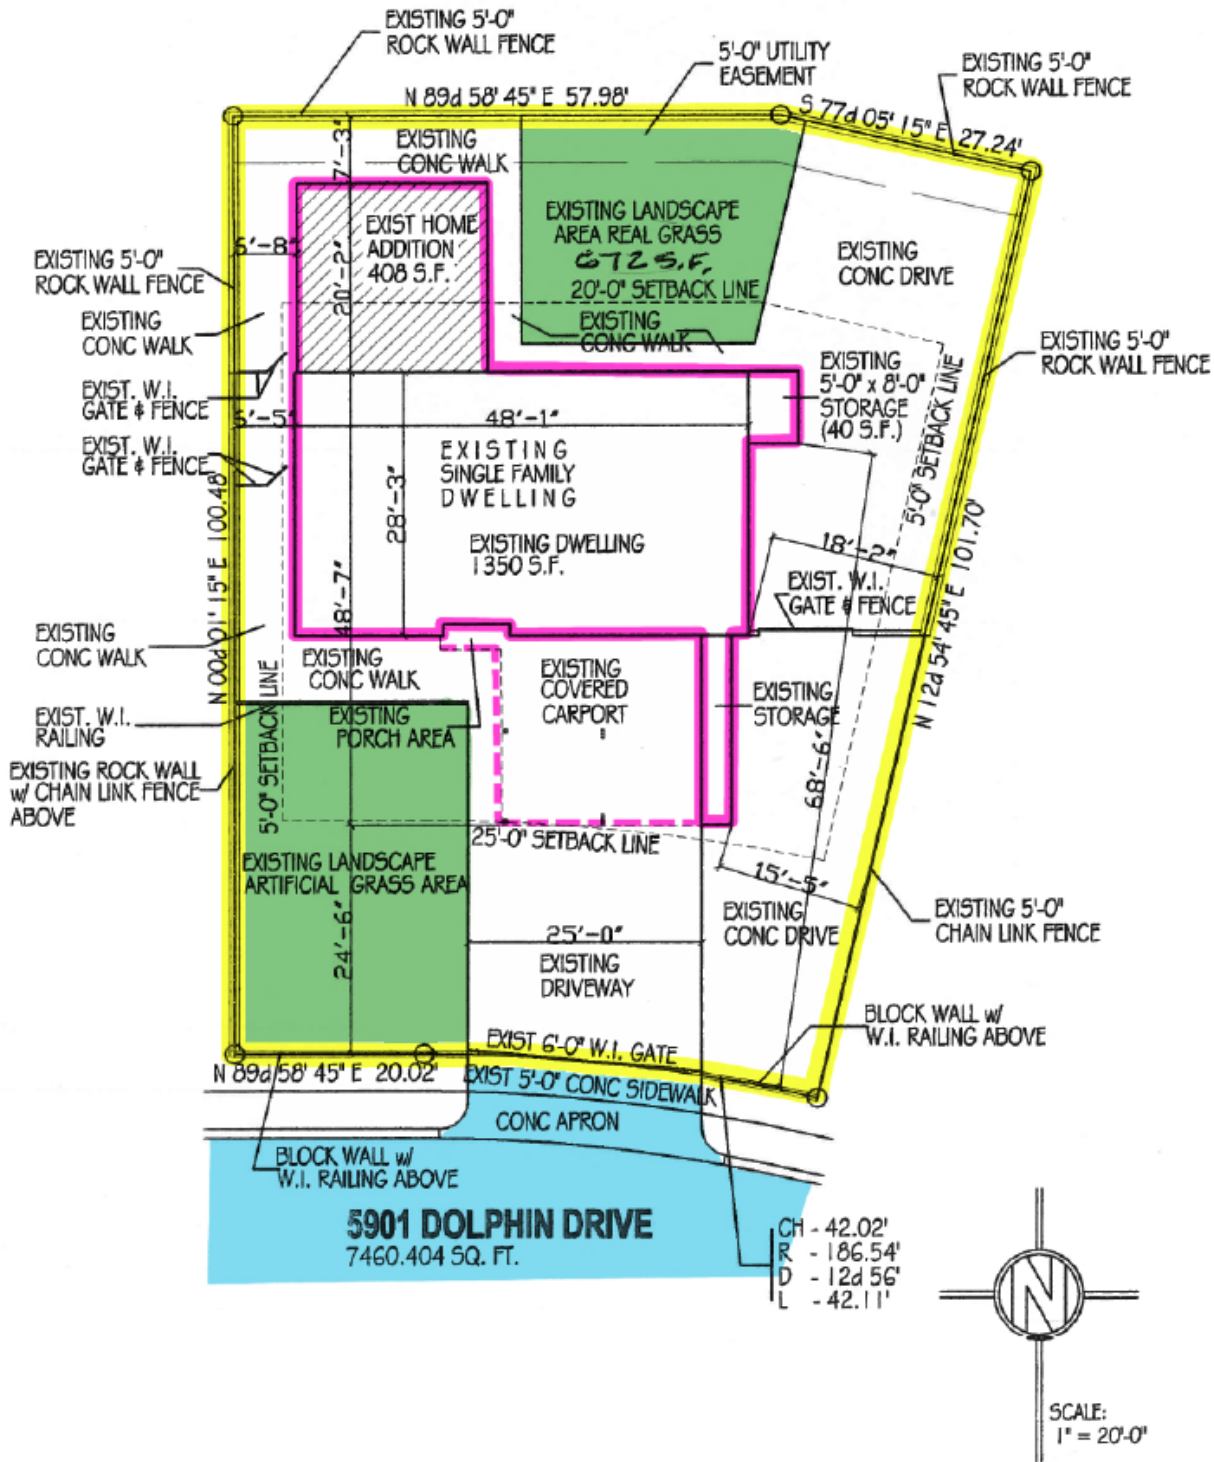 EXISTING 5'-0"
ROCK WALL FENCE
5'-0" UTILITY
EASEMENT
EXISTING 5'-0"
ROCK WALL FENCE
N 89d 58' 45" E 57.98'
S 77d 05' 15" E 27.24'
EXISTING
CONC WALK
7'-3"
EXIST HOME
ADDITION
408 S.F.
EXISTING LANDSCAPE
AREA REAL GRASS
672 S.F.
20'-0" SETBACK LINE
EXISTING
CONC DRIVE
5'-8"
20'-2"
EXISTING 5'-0"
ROCK WALL FENCE
EXISTING
CONC WALK
EXISTING
CONC WALK
EXISTING 5'-0"
ROCK WALL FENCE
EXISTING
5'-0" x 8'-0"
STORAGE
(40 S.F.)
EXIST. W.I.
GATE & FENCE
EXIST. W.I.
GATE & FENCE
5'-5"
48'-1"
EXISTING
SINGLE FAMILY
DWELLING
28'-3"
EXISTING DWELLING
1350 S.F.
5'-0" SETBACK LINE
18'-2"
EXIST. W.I.
GATE & FENCE
N 00d 01' 15" E 100.48'
N 12d 54' 45" E 101.70'
48'-7"
EXISTING
CONC WALK
EXISTING
CONC WALK
EXISTING
COVERED
CARPORT
EXISTING
STORAGE
EXIST. W.I.
RAILING
EXISTING
PORCH AREA
5'-0" SETBACK LINE
68'-6"
EXISTING ROCK WALL
w/ CHAIN LINK FENCE
ABOVE
25'-0" SETBACK LINE
EXISTING LANDSCAPE
ARTIFICIAL GRASS AREA
15'-5"
24'-6"
EXISTING
CONC DRIVE
EXISTING 5'-0"
CHAIN LINK FENCE
25'-0"
EXISTING
DRIVEWAY
BLOCK WALL w/
W.I. RAILING ABOVE
EXIST 6'-0" W.I. GATE
N 89d 58' 45" E 20.02'
EXIST 5'-0" CONC SIDEWALK
CONC APRON
BLOCK WALL w/
W.I. RAILING ABOVE
5901 DOLPHIN DRIVE
7460.404 SQ. FT.
CH - 42.02'
R - 186.54'
D - 12d 56'
L - 42.11'
N
SCALE:
1" = 20'-0"